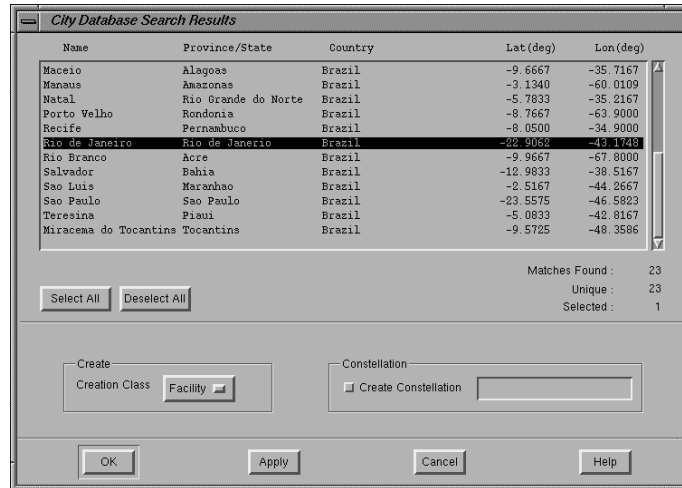 City Database Search Results
Name Province/State Country Lat(deg) Lon(deg)
Maceio Alagoas Brazil -9.6667 -35.7167
Manaus Amazonas Brazil -3.1340 -60.0109
Natal Rio Grande do Norte Brazil -5.7833 -35.2167
Porto Velho Rondonia Brazil -8.7667 -63.9000
Recife Pernambuco Brazil -8.0500 -34.9000
Rio de Janeiro Rio de Janerio Brazil -22.9062 -43.1748
Rio Branco Acre Brazil -9.9667 -67.8000
Salvador Bahia Brazil -12.9833 -38.5167
Sao Luis Maranhao Brazil -2.5167 -44.2667
Sao Paulo Sao Paulo Brazil -23.5575 -46.5823
Teresina Piaui Brazil -5.0833 -42.8167
Miracema do Tocantins Tocantins Brazil -9.5725 -48.3586
Matches Found : 23
Unique : 23
Selected : 1
Select All Deselect All
Create
Creation Class Facility
Constellation
Create Constellation
OK Apply Cancel Help